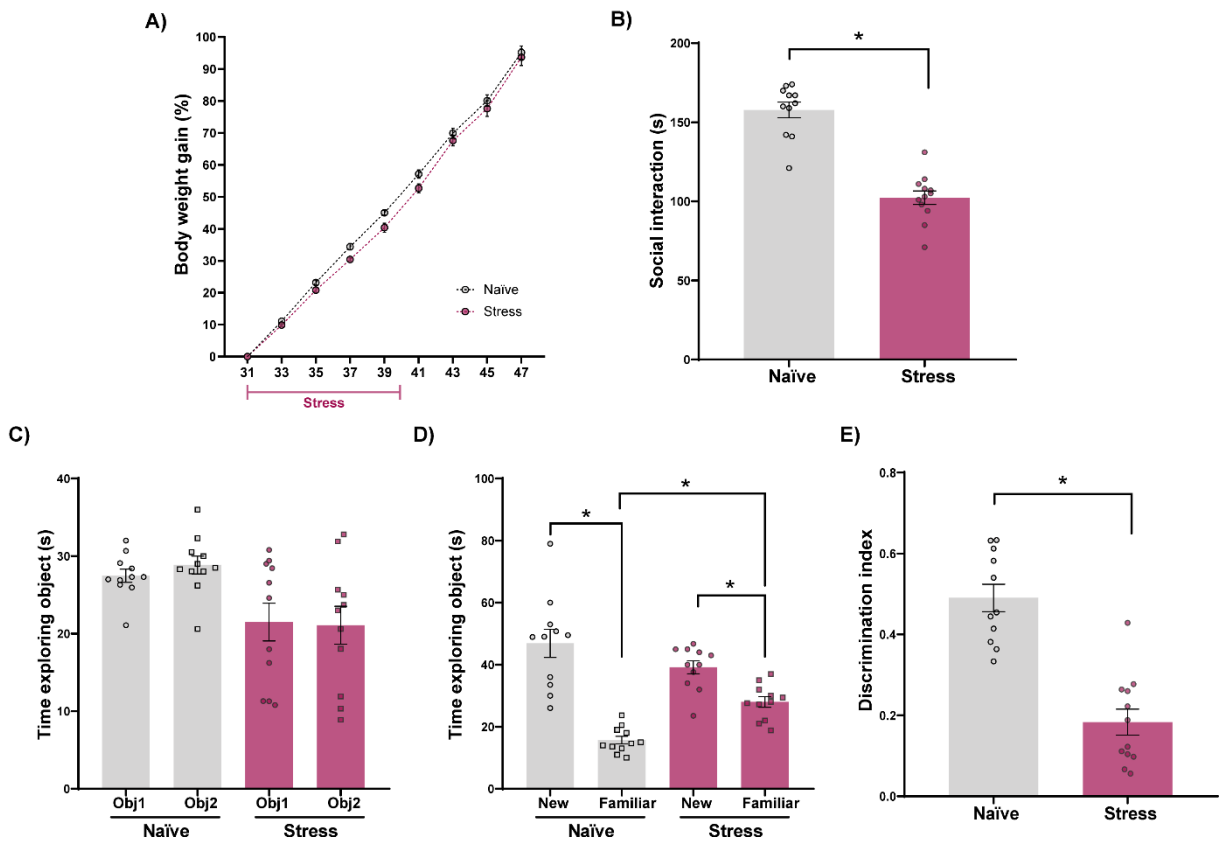 A)
Body weight gain (%)
100
90
80
70
60
50
40
30
20
10
0
31 33 35 37 39 41 43 45 47
Stress
Naïve
Stress
B)
Social interaction (s)
200
150
100
50
0
*
Naïve Stress
C)
Time exploring object (s)
40
30
20
10
0
Obj1 Obj2 Obj1 Obj2
Naïve Stress
D)
Time exploring object (s)
100
80
60
40
20
0
*
*
*
New Familiar New Familiar
Naïve Stress
E)
Discrimination index
0.8
0.6
0.4
0.2
0.0
*
Naïve Stress